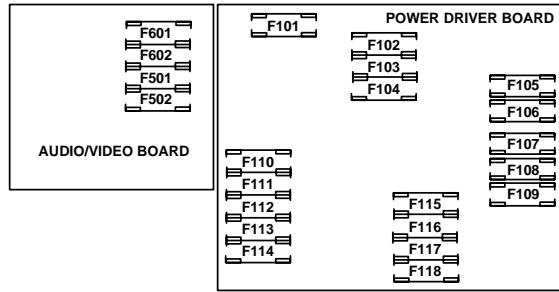 F601
F602
F501
F502
AUDIO/VIDEO BOARD
POWER DRIVER BOARD
F101
F102
F103
F104
F105
F106
F107
F108
F109
F110
F111
F112
F113
F114
F115
F116
F117
F118